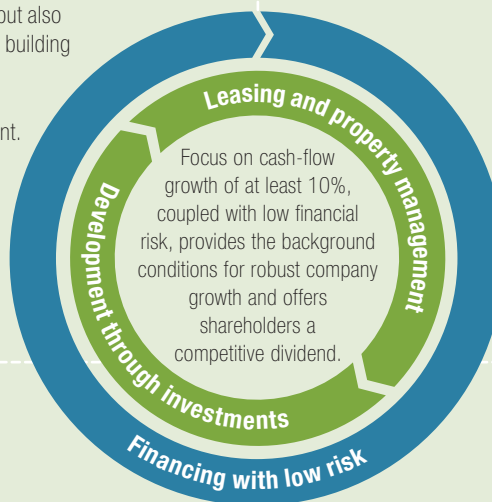 but also
building
nt.
Leasing and property management
Focus on cash-flow
growth of at least 10%,
coupled with low financial
risk, provides the background
conditions for robust company
growth and offers
shareholders a
competitive dividend.
Development through investments
Financing with low risk